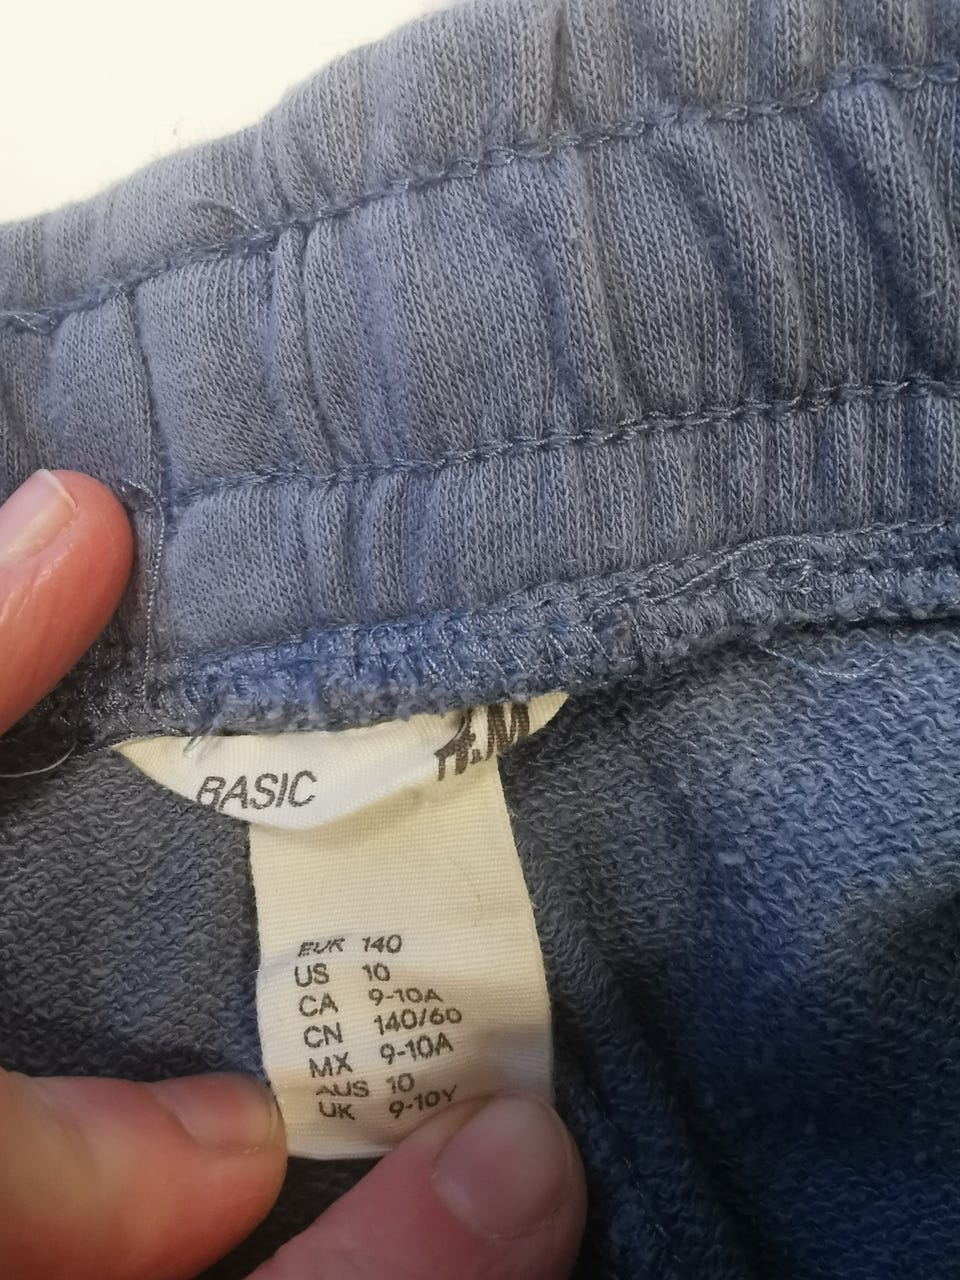 BASIC H&M
EUR 140
US 10
CA 9-10A
CN 140/60
MX 9-10A
AUS 10
UK 9-10Y